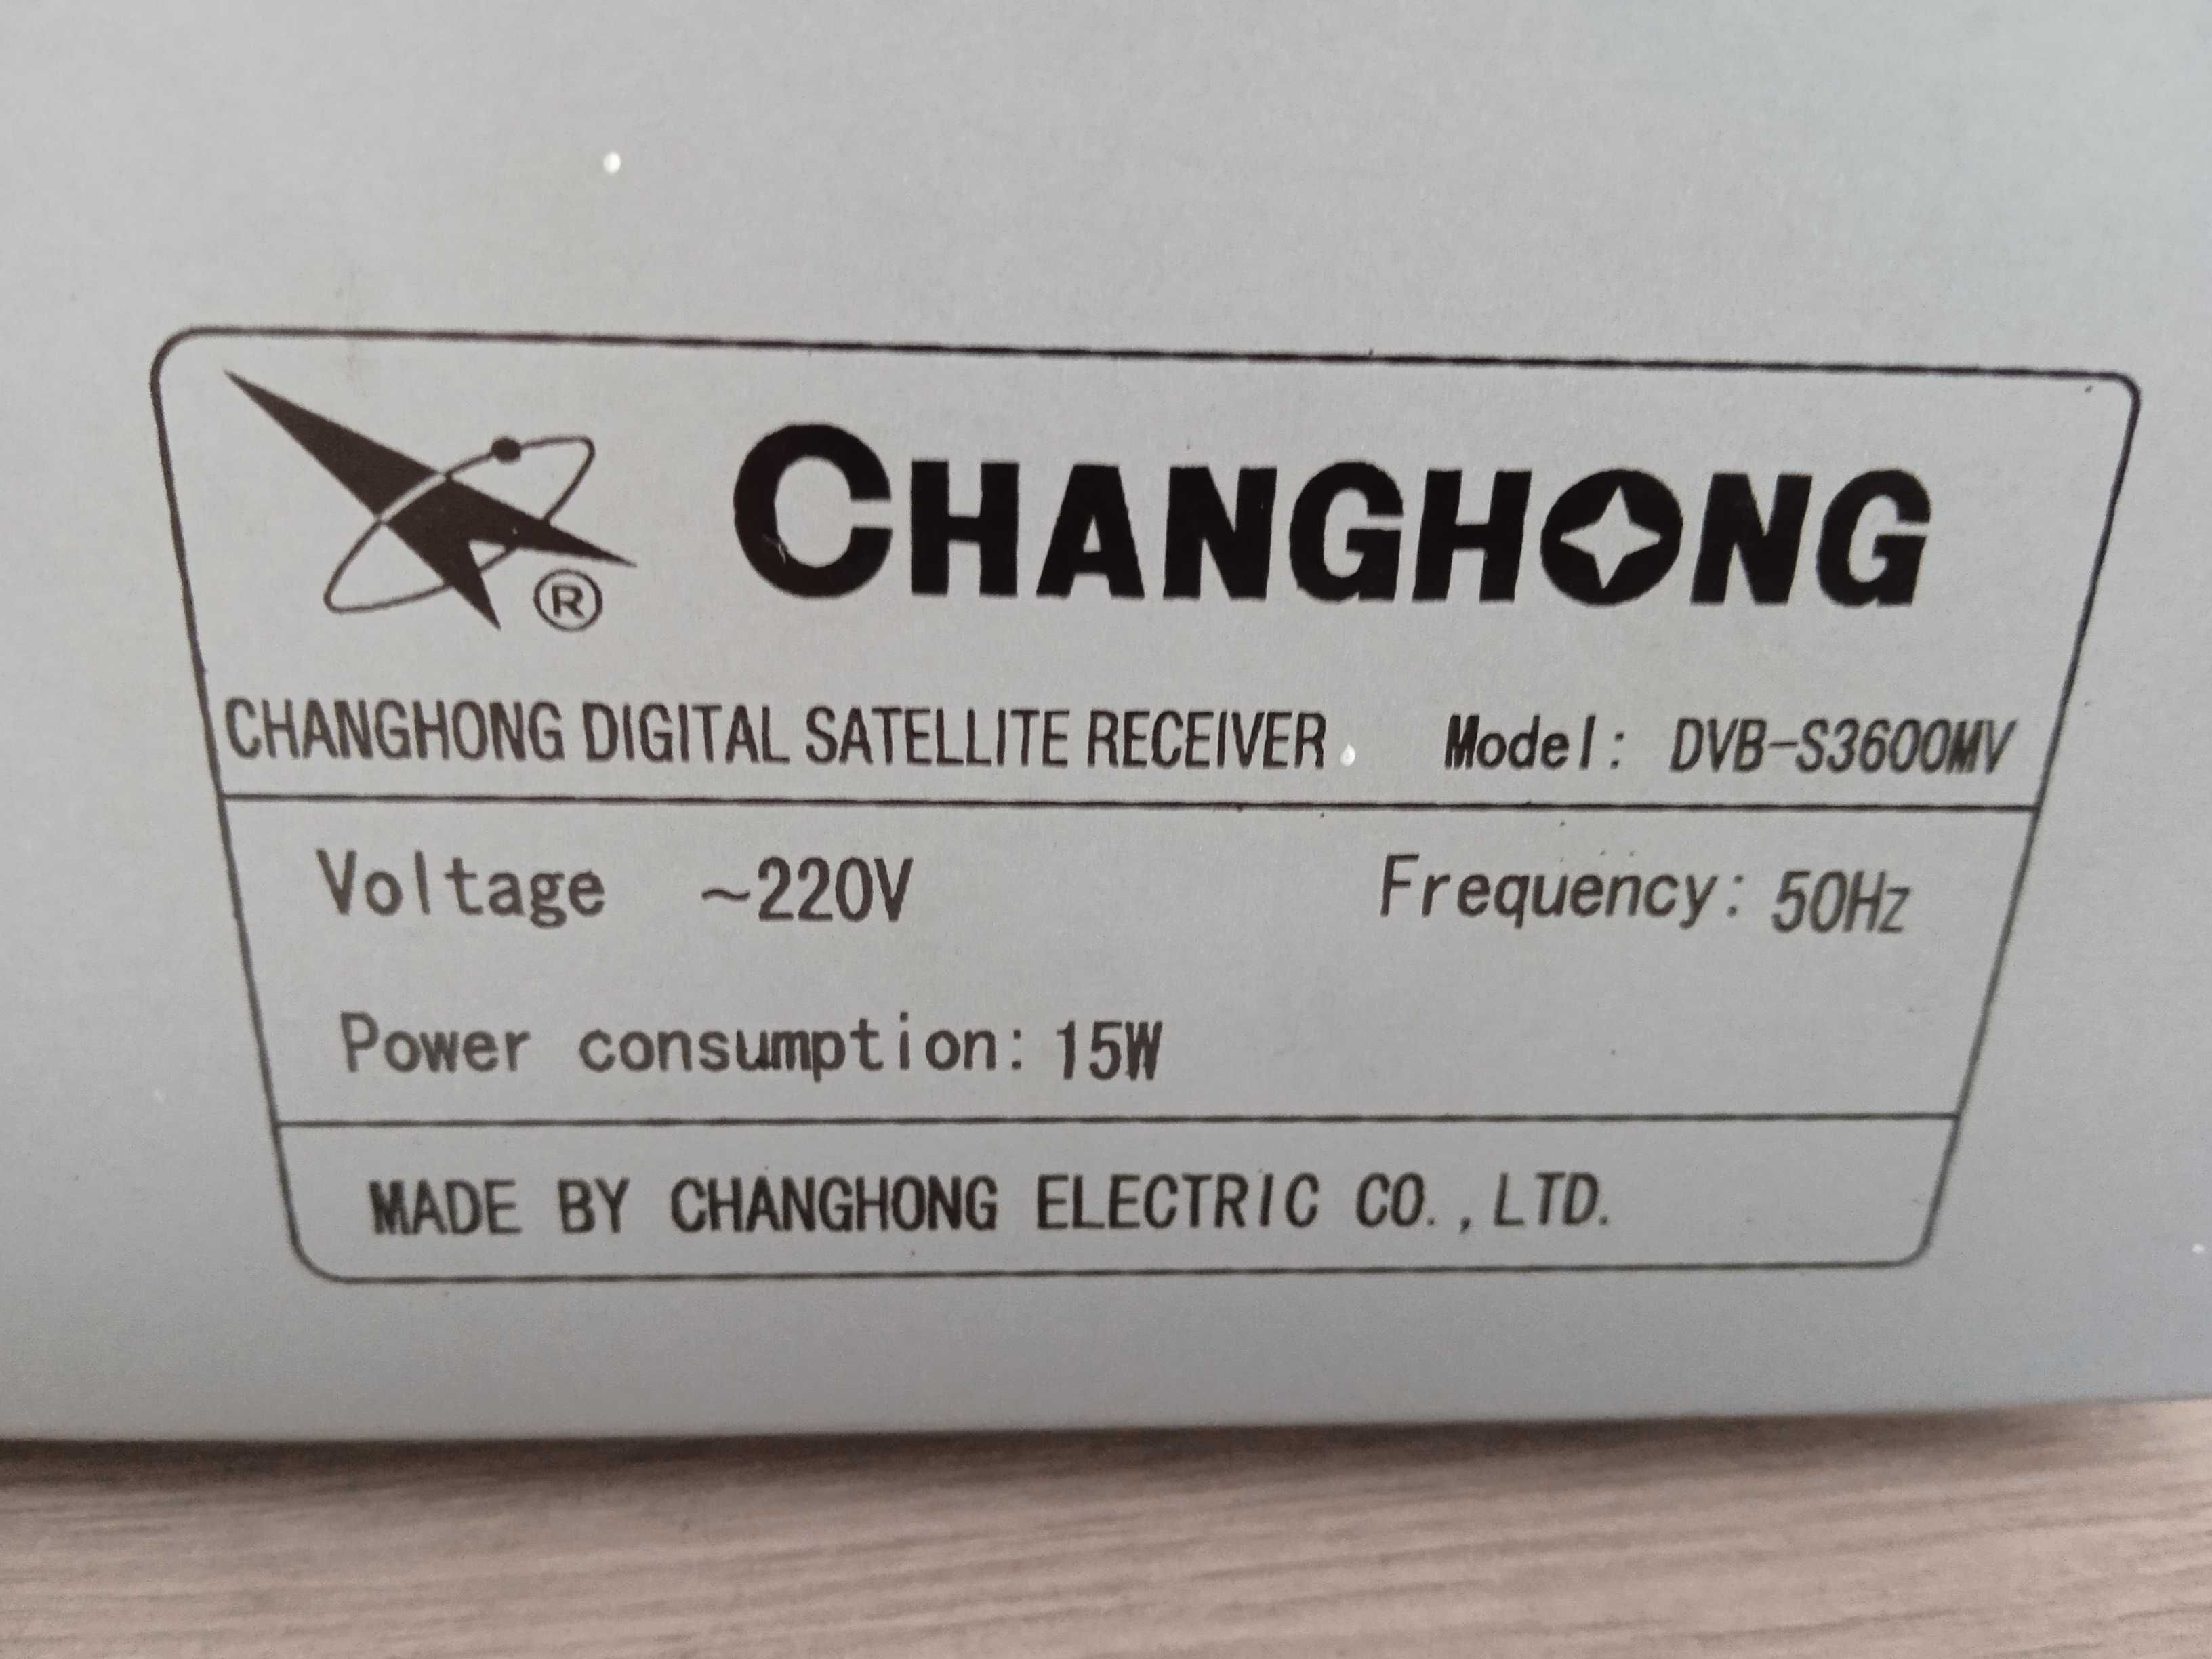 CHANGHONG
®
CHANGHONG DIGITAL SATELLITE RECEIVER. Model: DVB-S3600MV
Voltage ~220V Frequency: 50Hz
Power consumption: 15W
MADE BY CHANGHONG ELECTRIC CO.,LTD.